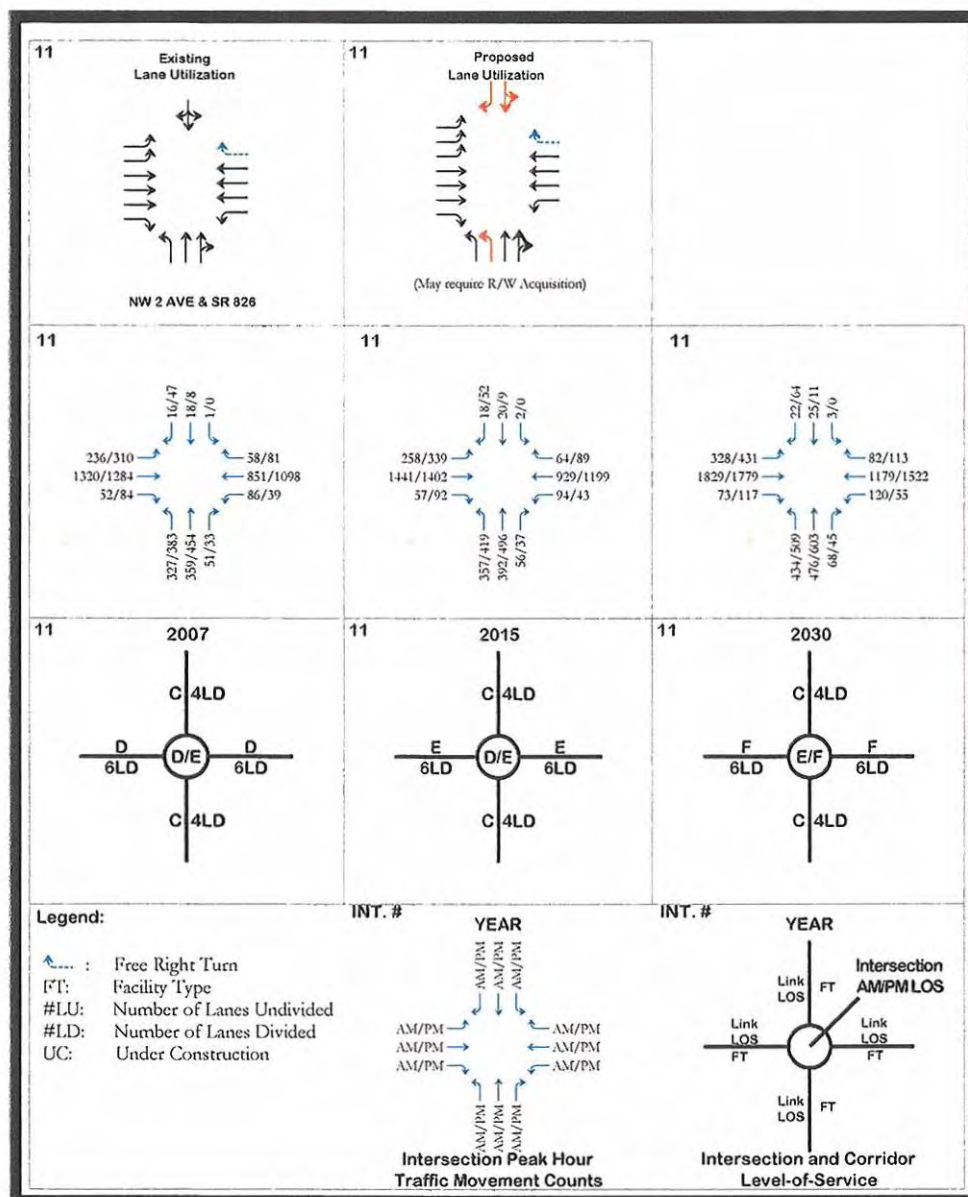 11
Existing
Lane Utilization
NW 2 AVE & SR 826
11
Proposed
Lane Utilization
(May require R/W Acquisition)
11
16/47
18/8
1/0
236/310
1320/1284
52/84
58/81
851/1098
86/39
327/383
359/454
51/33
11
18/52
20/9
2/0
258/339
1441/1402
57/92
64/89
929/1199
94/43
357/419
392/496
56/37
11
22/64
25/11
3/0
328/431
1829/1779
73/117
82/113
1179/1522
120/55
434/509
476/603
68/45
11
2007
C 4LD
D
6LD
D/E
D
6LD
C 4LD
11
2015
C 4LD
E
6LD
D/E
E
6LD
C 4LD
11
2030
C 4LD
F
6LD
E/F
F
6LD
C 4LD
Legend:
: Free Right Turn
FT: Facility Type
#LU: Number of Lanes Undivided
#LD: Number of Lanes Divided
UC: Under Construction
INT. #
YEAR
AM/PM
AM/PM
AM/PM
AM/PM
AM/PM
AM/PM
AM/PM
AM/PM
AM/PM
AM/PM
AM/PM
AM/PM
Intersection Peak Hour
Traffic Movement Counts
INT. #
YEAR
Intersection
AM/PM LOS
Link
LOS
FT
Link
LOS
FT
Link
LOS
FT
Link
LOS
FT
Intersection and Corridor
Level-of-Service